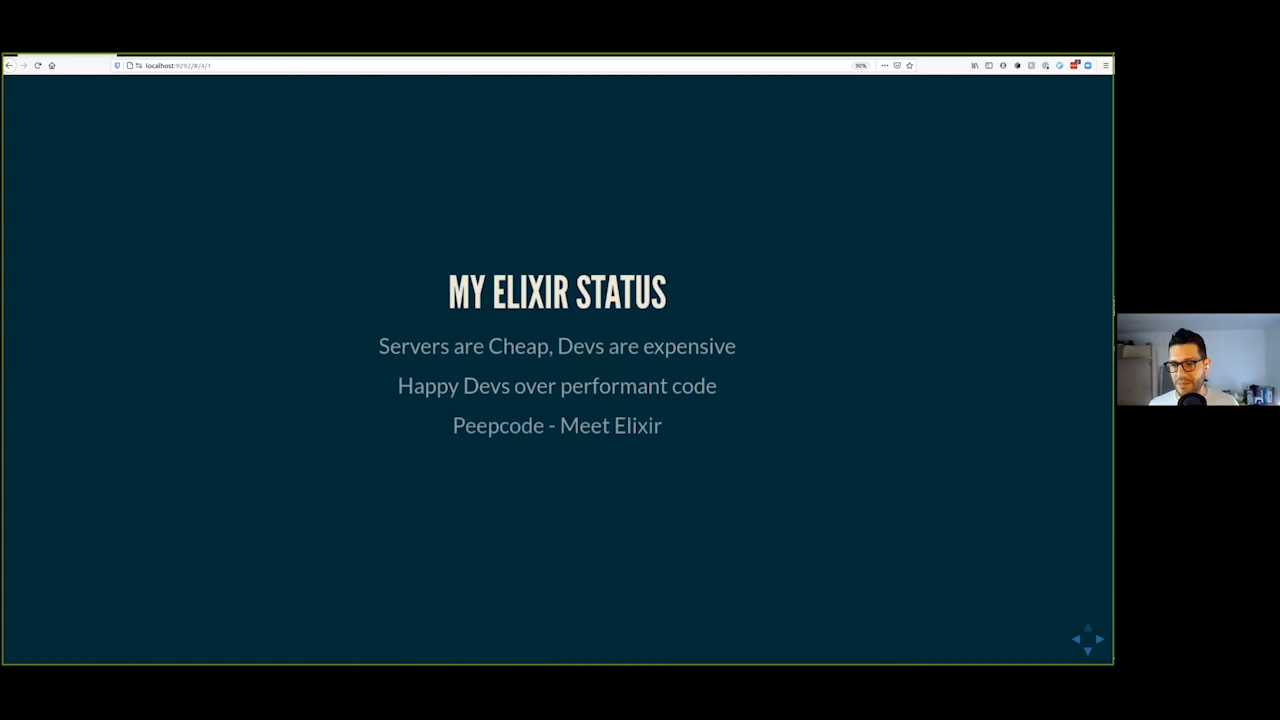 localhost:9292/#/4/1
90%
MY ELIXIR STATUS
Servers are Cheap, Devs are expensive
Happy Devs over performant code
Peepcode - Meet Elixir